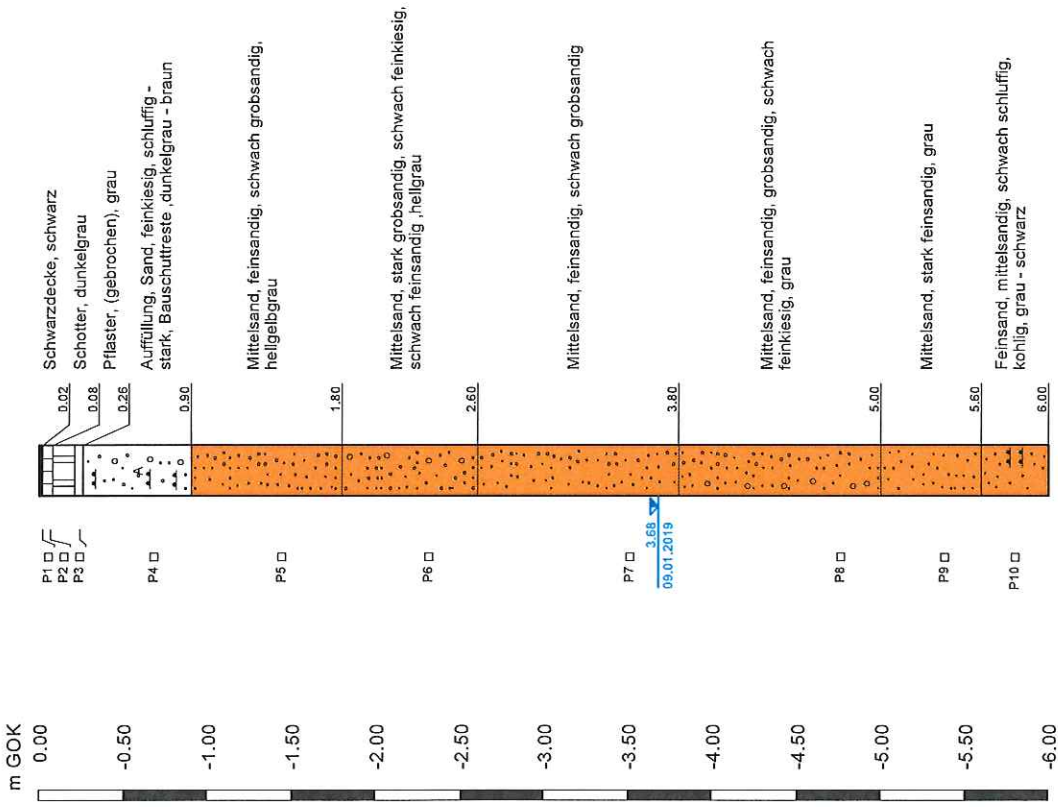 m GOK
0.00
-0.50
-1.00
-1.50
-2.00
-2.50
-3.00
-3.50
-4.00
-4.50
-5.00
-5.50
-6.00
P1
P2
P3
P4
P5
P6
P7
P8
P9
P10
3.68
09.01.2019
A
0.02
0.08
0.26
0.90
1.80
2.60
3.80
5.00
5.60
6.00
Schwarzdecke, schwarz
Schotter, dunkelgrau
Pflaster, (gebrochen), grau
Auffüllung, Sand, feinkiesig, schluffig -
stark, Bauschuttreste ,dunkelgrau - braun
Mittelsand, feinsandig, schwach grobsandig,
hellgelbgrau
Mittelsand, stark grobsandig, schwach feinkiesig,
schwach feinsandig ,hellgrau
Mittelsand, feinsandig, schwach grobsandig
Mittelsand, feinsandig, grobsandig, schwach
feinkiesig, grau
Mittelsand, stark feinsandig, grau
Feinsand, mittelsandig, schwach schluffig,
kohlig, grau - schwarz